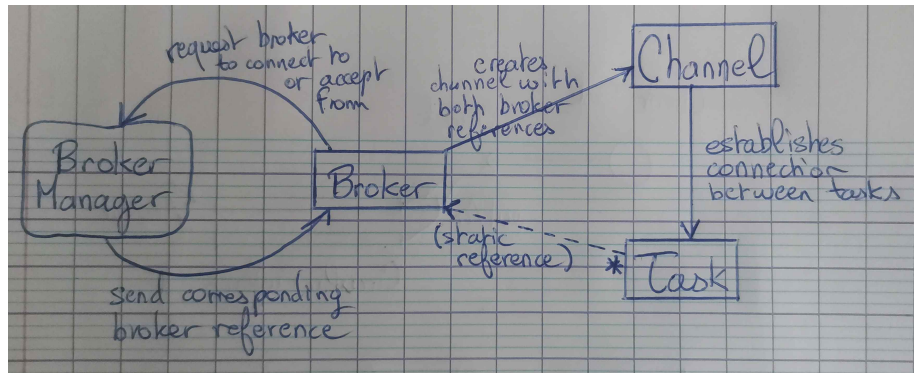 request broker
to connect to
or accept
from
Broker
Manager
send corresponding
broker reference
Broker
creates
channel with
both broker
references
Channel
establishes
connection
between tasks
(static
reference)
*
Task